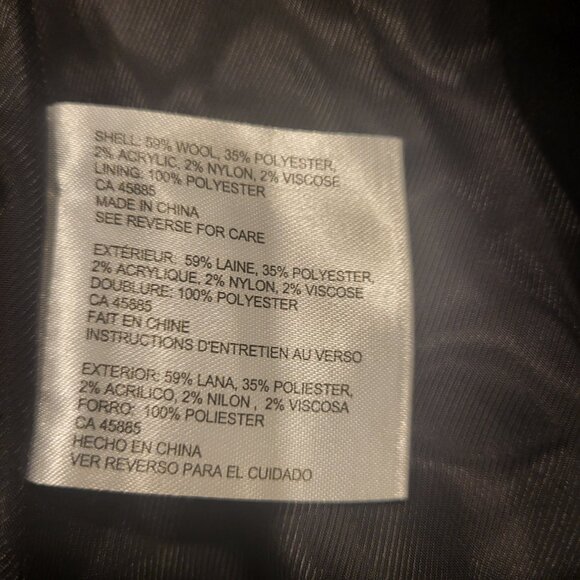 SHELL: 59% WOOL, 35% POLYESTER,
2% ACRYLIC, 2% NYLON, 2% VISCOSE
LINING: 100% POLYESTER
CA 45885
MADE IN CHINA
SEE REVERSE FOR CARE
EXTÉRIEUR: 59% LAINE, 35% POLYESTER,
2% ACRYLIQUE, 2% NYLON, 2% VISCOSE
DOUBLURE: 100% POLYESTER
CA 45885
FAIT EN CHINE
INSTRUCTIONS D'ENTRETIEN AU VERSO
EXTERIOR: 59% LANA, 35% POLIESTER,
2% ACRILICO, 2% NILON , 2% VISCOSA
FORRO: 100% POLIESTER
CA 45885
HECHO EN CHINA
VER REVERSO PARA EL CUIDADO